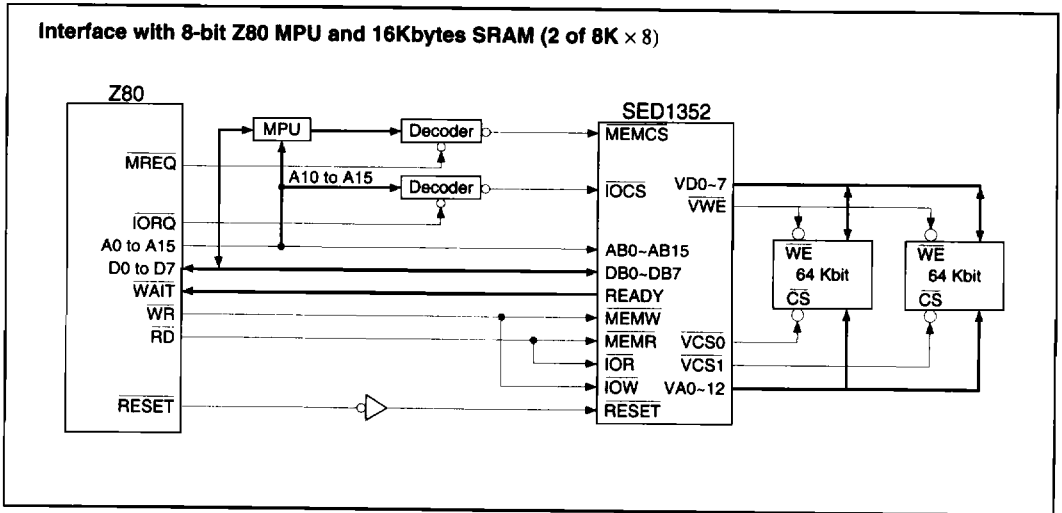 Interface with 8-bit Z80 MPU and 16Kbytes SRAM (2 of 8K × 8)
Z80
MREQ
IORQ
A0 to A15
D0 to D7
WAIT
WR
RD
RESET
MPU
A10 to A15
Decoder
Decoder
SED1352
MEMCS
IOCS
AB0~AB15
DB0~DB7
READY
MEMW
MEMR
IOR
IOW
RESET
VD0~7
VWE
VCS0
VCS1
VA0~12
WE
64 Kbit
CS
WE
64 Kbit
CS